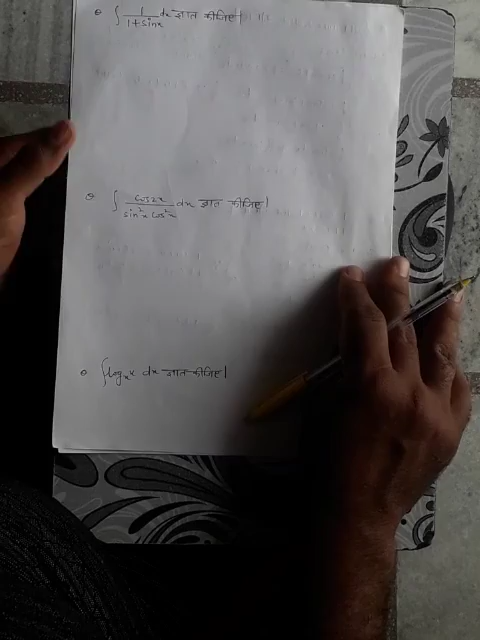 ∫ 1/(1+sinx) dx ज्ञात कीजिए।
∫ cos2x/(sin²x cos²x) dx ज्ञात कीजिए।
∫logₓx dx ज्ञात कीजिए।